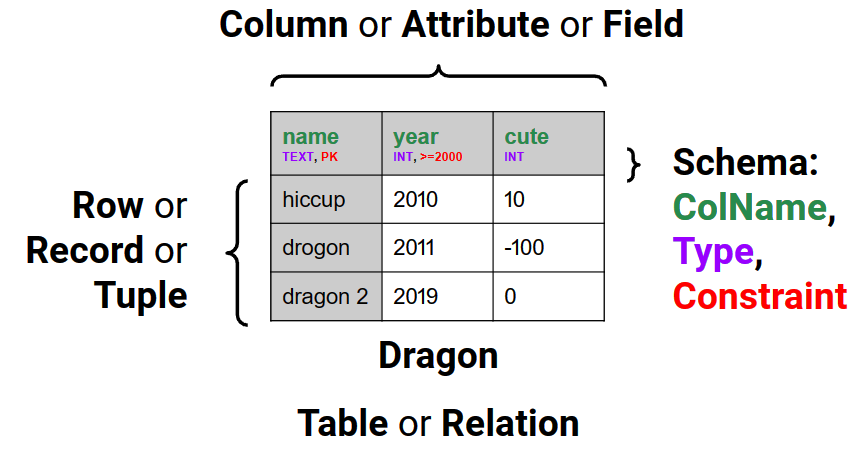 Column or Attribute or Field
name year cute
TEXT, PK INT, >=2000 INT
hiccup 2010 10
drogon 2011 -100
dragon 2 2019 0
Row or
Record or
Tuple
Schema:
ColName,
Type,
Constraint
Dragon
Table or Relation